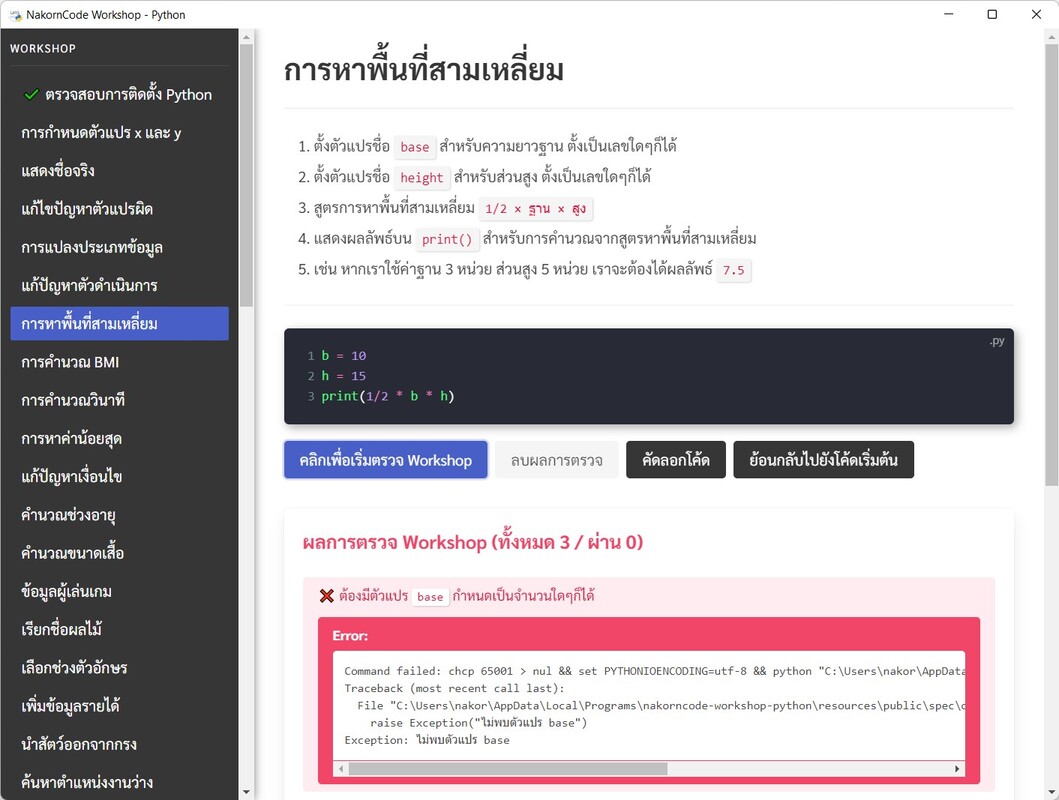 NakornCode Workshop - Python
WORKSHOP
ตรวจสอบการติดตั้ง Python
การกำหนดตัวแปร x และ y
แสดงชื่อจริง
แก้ไขปัญหาตัวแปรผิด
การแปลงประเภทข้อมูล
แก้ปัญหาตัวดำเนินการ
การหาพื้นที่สามเหลี่ยม
การคำนวณ BMI
การคำนวณวินาที
การหาค่าน้อยสุด
แก้ปัญหาเงื่อนไข
คำนวณช่วงอายุ
คำนวณขนาดเสื้อ
ข้อมูลผู้เล่นเกม
เรียกชื่อผลไม้
เลือกช่วงตัวอักษร
เพิ่มข้อมูลรายได้
นำสัตว์ออกจากกรง
ค้นหาตำแหน่งงานว่าง
การหาพื้นที่สามเหลี่ยม
1. ตั้งตัวแปรชื่อ base สำหรับความยาวฐาน ตั้งเป็นเลขใดๆก็ได้
2. ตั้งตัวแปรชื่อ height สำหรับส่วนสูง ตั้งเป็นเลขใดๆก็ได้
3. สูตรการหาพื้นที่สามเหลี่ยม 1/2 × ฐาน × สูง
4. แสดงผลลัพธ์บน print() สำหรับการคำนวณจากสูตรหาพื้นที่สามเหลี่ยม
5. เช่น หากเราใช้ค่าฐาน 3 หน่วย ส่วนสูง 5 หน่วย เราจะต้องได้ผลลัพธ์ 7.5
.py
1 b = 10
2 h = 15
3 print(1/2 * b * h)
คลิกเพื่อเริ่มตรวจ Workshop
ลบผลการตรวจ
คัดลอกโค้ด
ย้อนกลับไปยังโค้ดเริ่มต้น
ผลการตรวจ Workshop (ทั้งหมด 3 / ผ่าน 0)
ต้องมีตัวแปร base กำหนดเป็นจำนวนใดๆก็ได้
Error:
Command failed: chcp 65001 > nul && set PYTHONIOENCODING=utf-8 && python "C:\Users\nakor\AppData
Traceback (most recent call last):
File "C:\Users\nakor\AppData\Local\Programs\nakorncode-workshop-python\resources\public\spec\
raise Exception("ไม่พบตัวแปร base")
Exception: ไม่พบตัวแปร base